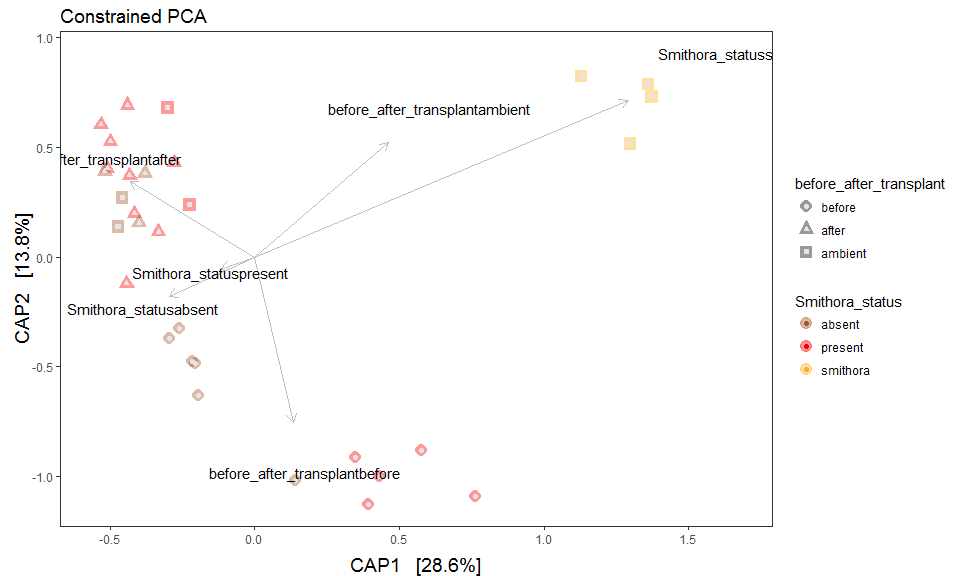 Constrained PCA
1.0
Smithora_statuss
before_after_transplantambient
0.5
fter_transplantafter
before_after_transplant
before
after
ambient
0.0
Smithora_statuspresent
Smithora_statusabsent
Smithora_status
absent
present
smithora
CAP2 [13.8%]
-0.5
-1.0
before_after_transplantbefore
-0.5
0.0
0.5
1.0
1.5
CAP1 [28.6%]